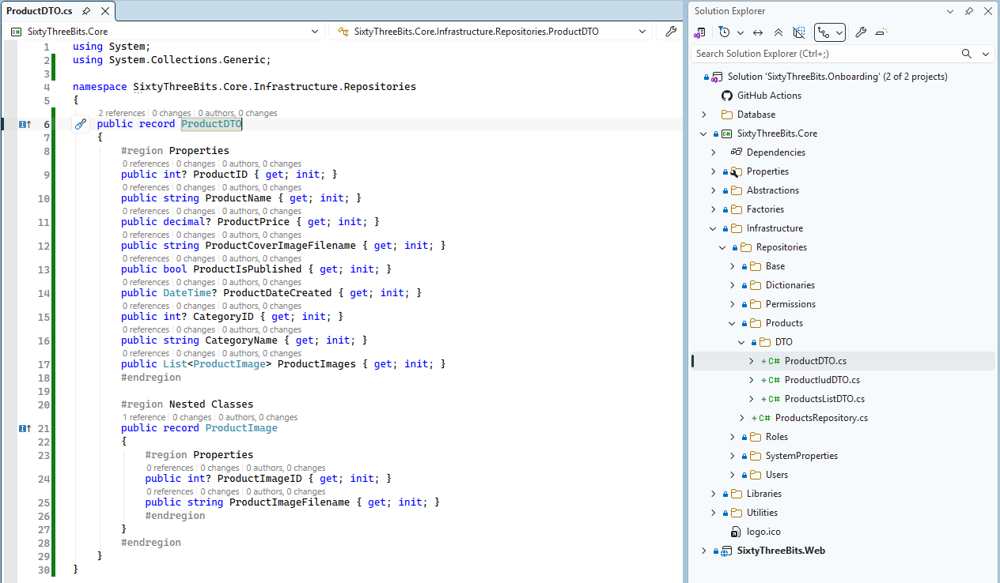 ProductDTO.cs
SixtyThreeBits.Core
SixtyThreeBits.Core.Infrastructure.Repositories.ProductDTO
1 using System;
2 using System.Collections.Generic;
3
4 namespace SixtyThreeBits.Core.Infrastructure.Repositories
5 {
2 references | 0 changes | 0 authors, 0 changes
6 public record ProductDTO
7 {
8 #region Properties
0 references | 0 changes | 0 authors, 0 changes
9 public int? ProductID { get; init; }
0 references | 0 changes | 0 authors, 0 changes
10 public string ProductName { get; init; }
0 references | 0 changes | 0 authors, 0 changes
11 public decimal? ProductPrice { get; init; }
0 references | 0 changes | 0 authors, 0 changes
12 public string ProductCoverImageFilename { get; init; }
0 references | 0 changes | 0 authors, 0 changes
13 public bool ProductIsPublished { get; init; }
0 references | 0 changes | 0 authors, 0 changes
14 public DateTime? ProductDateCreated { get; init; }
0 references | 0 changes | 0 authors, 0 changes
15 public int? CategoryID { get; init; }
0 references | 0 changes | 0 authors, 0 changes
16 public string CategoryName { get; init; }
0 references | 0 changes | 0 authors, 0 changes
17 public List<ProductImage> ProductImages { get; init; }
18 #endregion
19
20 #region Nested Classes
1 reference | 0 changes | 0 authors, 0 changes
21 public record ProductImage
22 {
23 #region Properties
0 references | 0 changes | 0 authors, 0 changes
24 public int? ProductImageID { get; init; }
0 references | 0 changes | 0 authors, 0 changes
25 public string ProductImageFilename { get; init; }
26 #endregion
27 }
28 #endregion
29 }
30 }
Solution Explorer
Search Solution Explorer (Ctrl+;)
Solution 'SixtyThreeBits.Onboarding' (2 of 2 projects)
GitHub Actions
Database
C# SixtyThreeBits.Core
Dependencies
Properties
Abstractions
Factories
Infrastructure
Repositories
Base
Dictionaries
Permissions
Products
DTO
+ C# ProductDTO.cs
+ C# ProductIudDTO.cs
+ C# ProductsListDTO.cs
+ C# ProductsRepository.cs
Roles
SystemProperties
Users
Libraries
Utilities
logo.ico
SixtyThreeBits.Web